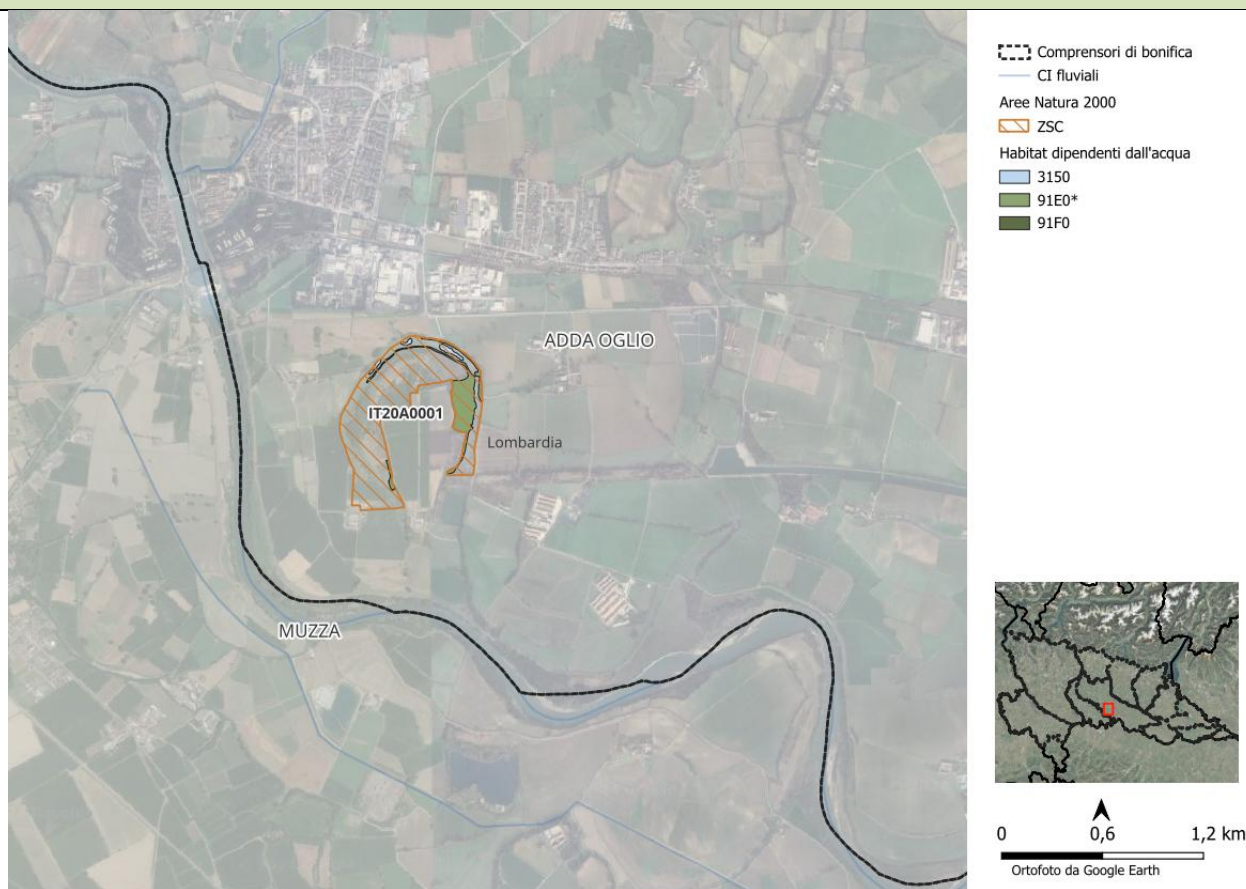 Comprensori di bonifica
CI fluviali
Aree Natura 2000
ZSC
Habitat dipendenti dall'acqua
3150
91E0*
91F0
ADDA OGLIO
IT20A0001
Lombardia
MUZZA
0 0,6 1,2 km
Ortofoto da Google Earth